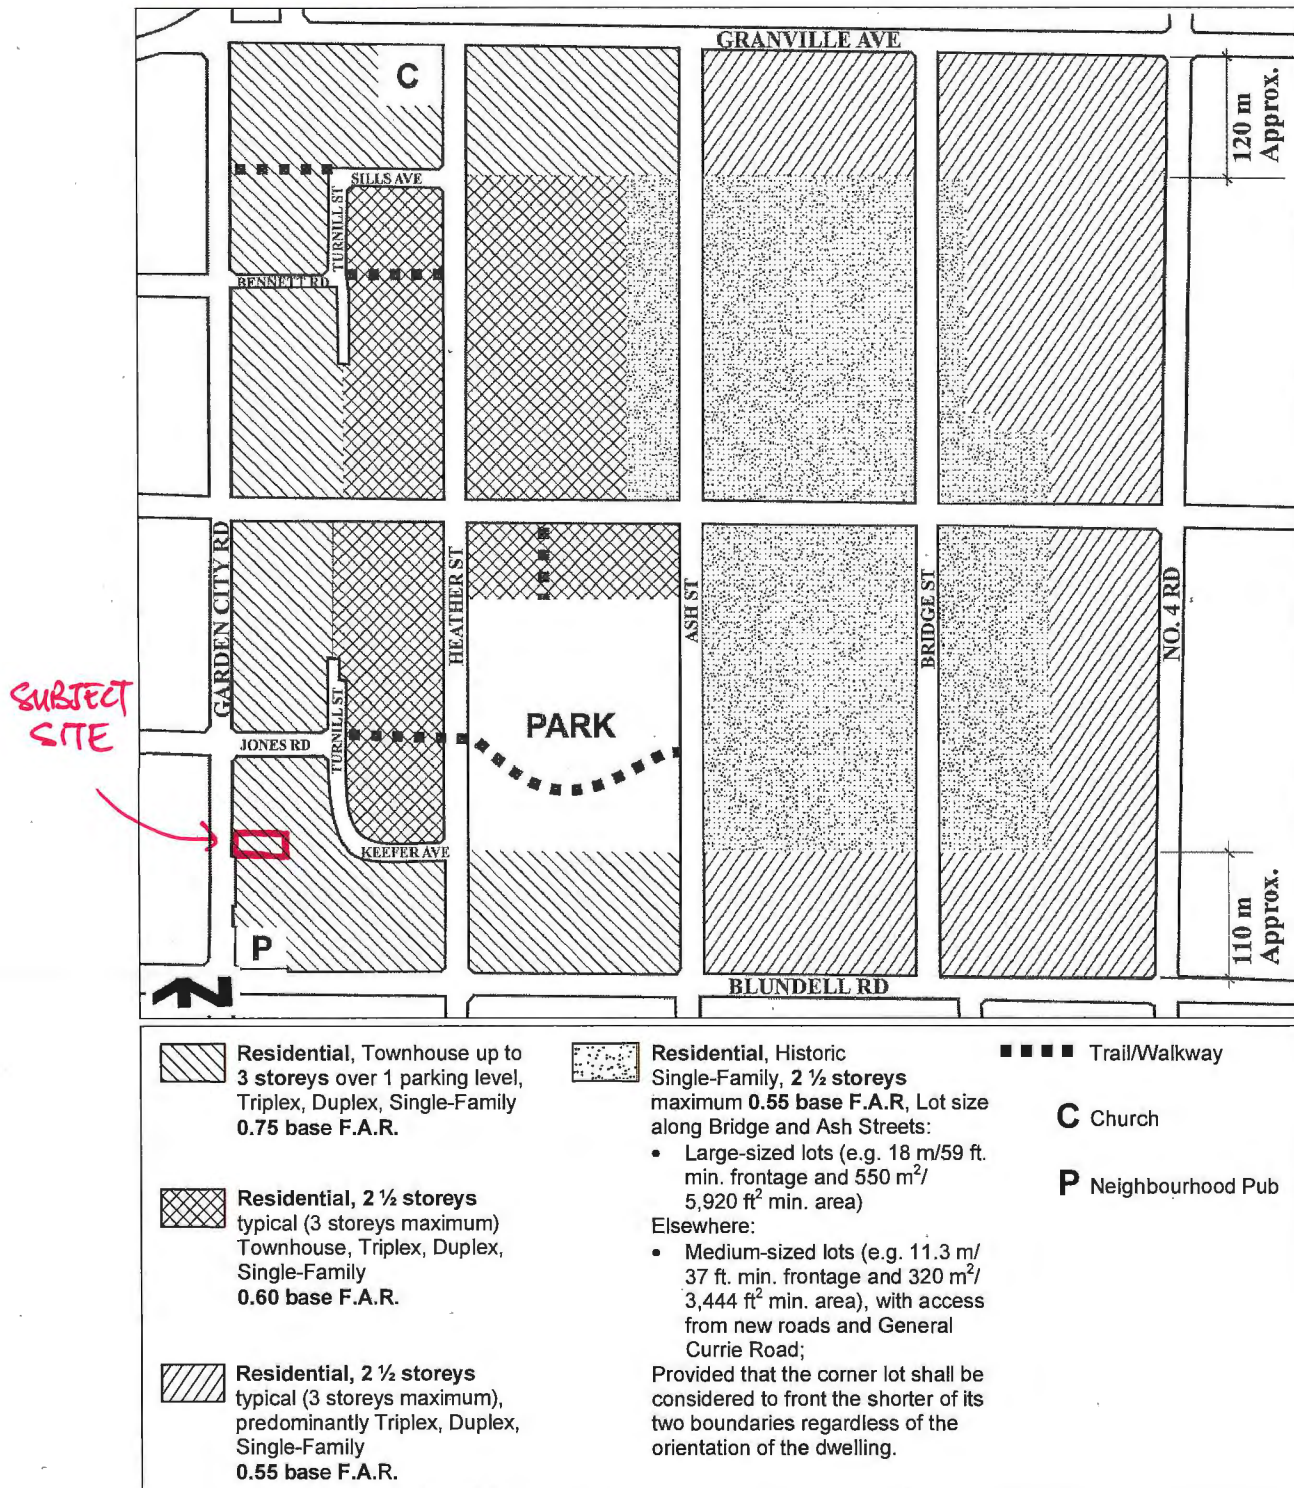 GRANVILLE AVE
C
120 m
Approx.
SILLS AVE
TURNILL ST
BENNETT RD
GARDEN CITY RD
HEATHER ST
ASH ST
BRIDGE ST
NO. 4 RD
SUBJECT
SITE
JONES RD
TURNILL ST
PARK
KEEFER AVE
110 m
Approx.
P
N
BLUNDELL RD
Residential, Townhouse up to
3 storeys over 1 parking level,
Triplex, Duplex, Single-Family
0.75 base F.A.R.
Residential, 2 ½ storeys
typical (3 storeys maximum)
Townhouse, Triplex, Duplex,
Single-Family
0.60 base F.A.R.
Residential, 2 ½ storeys
typical (3 storeys maximum),
predominantly Triplex, Duplex,
Single-Family
0.55 base F.A.R.
Residential, Historic
Single-Family, 2 ½ storeys
maximum 0.55 base F.A.R, Lot size
along Bridge and Ash Streets:
• Large-sized lots (e.g. 18 m/59 ft.
min. frontage and 550 m²/
5,920 ft² min. area)
Elsewhere:
• Medium-sized lots (e.g. 11.3 m/
37 ft. min. frontage and 320 m²/
3,444 ft² min. area), with access
from new roads and General
Currie Road;
Provided that the corner lot shall be
considered to front the shorter of its
two boundaries regardless of the
orientation of the dwelling.
Trail/Walkway
C Church
P Neighbourhood Pub